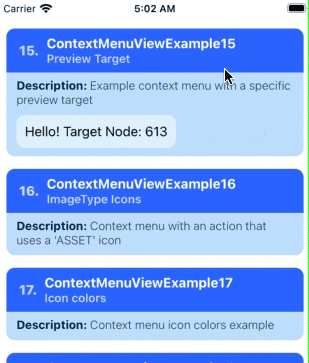 Carrier 5:02 AM
15. ContextMenuViewExample15
Preview Target
Description: Example context menu with a specific
preview target
Hello! Target Node: 613
16. ContextMenuViewExample16
ImageType Icons
Description: Context menu with an action that
uses a 'ASSET' icon
17. ContextMenuViewExample17
Icon colors
Description: Context menu icon colors example